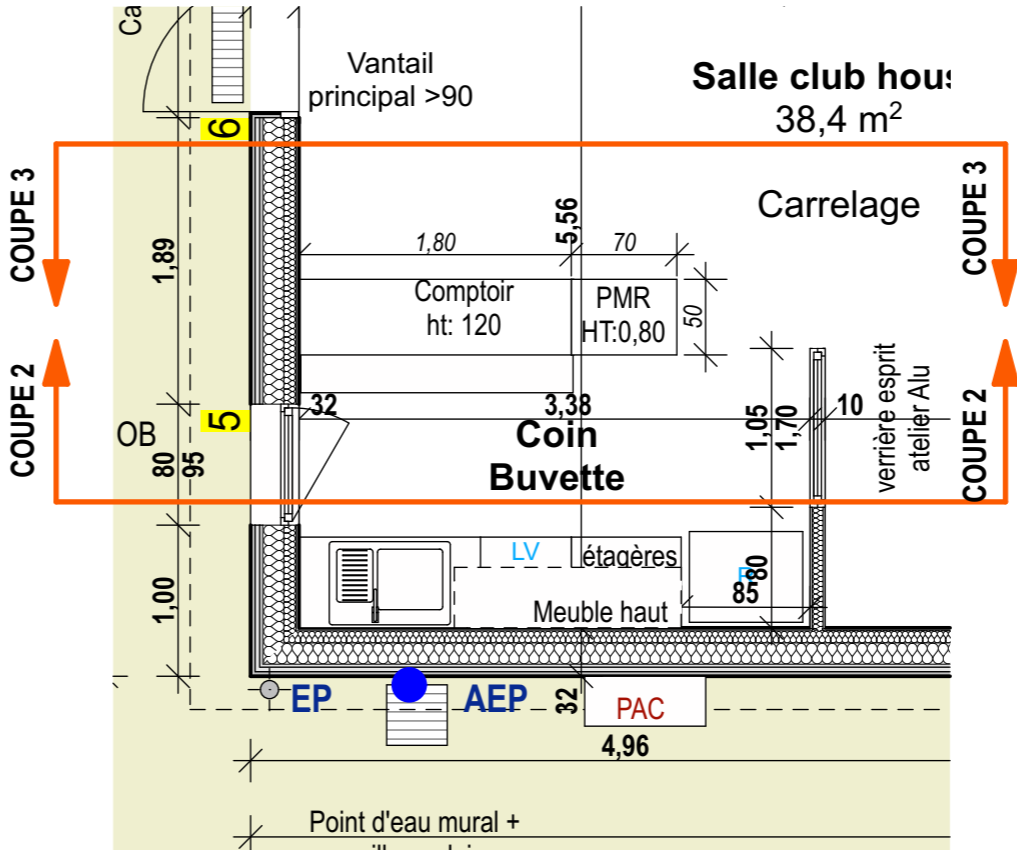 Ca
Vantail
principal >90
Salle club hous
38,4 m²
6
COUPE 3
COUPE 3
Carrelage
1,89
1,80
5,56
70
Comptoir
ht: 120
PMR
HT:0,80
50
COUPE 2
COUPE 2
OB
5
80
95
32
3,38
1,05
1,70
10
verrière esprit
atelier Alu
Coin
Buvette
1,00
LV
étagères
80
85
Meuble haut
EP
AEP
32
PAC
4,96
Point d'eau mural +